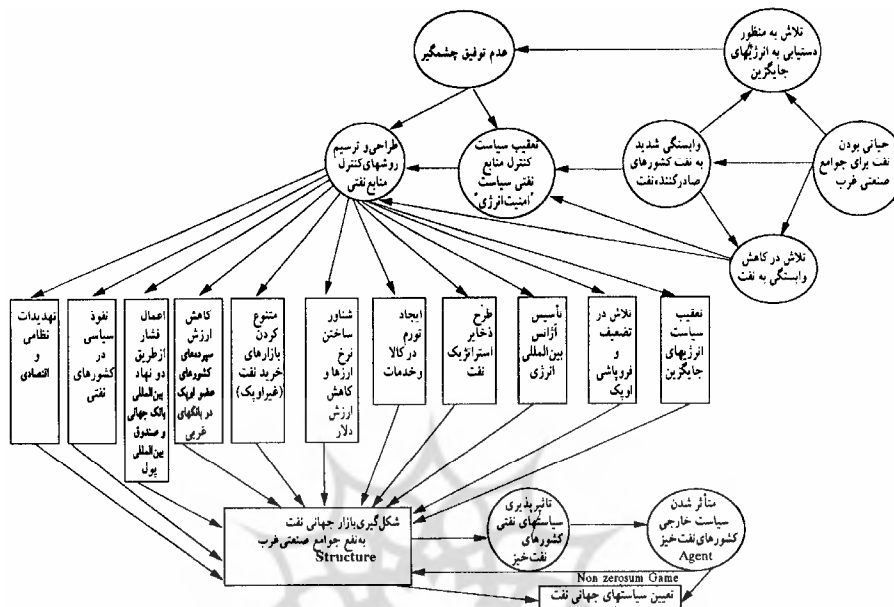 تلاش به منظور
دستیابی به انرژیهای
جایگزین
عدم توفیق چشمگیر
حیاتی بودن
نفت برای جوامع
صنعتی غرب
وابستگی شدید
به نفت کشورهای
صادرکننده نفت
تعقیب سیاست
کنترل منابع
نفتی سیاست
"امنیت انرژی"
طراحی و ترسیم
روشهای کنترل
منابع نفتی
تلاش در کاهش
وابستگی به نفت
تعقیب
سیاست
انرژیهای
جایگزین
تلاش در
تضعیف
و
فروپاشی
اوپک
تأسیس
آژانس
بین‌المللی
انرژی
طرح
ذخایر
استراتژیک
نفت
ایجاد
تورم
در کالا
و خدمات
شناور
ساختن
نرخ
ارزها و
کاهش
ارزش
دلار
متنوع
کردن
بازارهای
خرید نفت
(غیراوپک)
کاهش
ارزش
سپرده‌های
کشورهای
عضو اوپک
در بانکهای
غربی
اعمال
فشار
از طریق
دو نهاد
بین‌المللی
بانک جهانی
و صندوق
بین‌المللی
پول
نفوذ
سیاسی
در
کشورهای
نفتی
تهدیدات
نظامی
و
اقتصادی
شکل‌گیری بازار جهانی نفت
به نفع جوامع صنعتی غرب
Structure
تاثیرپذیری
سیاستهای نفتی
کشورهای
نفت‌خیز
متأثر شدن
سیاست خارجی
کشورهای نفت‌خیز
Agent
Non zerosum Game
تعیین سیاستهای جهانی نفت